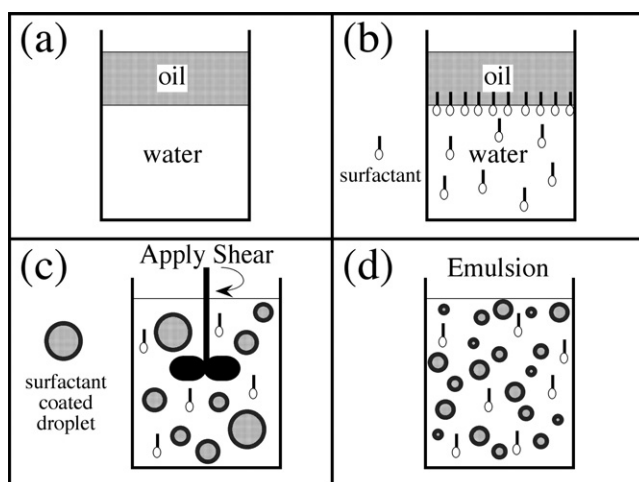 (a)
oil
water
(b)
oil
water
surfactant
(c)
Apply Shear
surfactant
coated
droplet
(d)
Emulsion